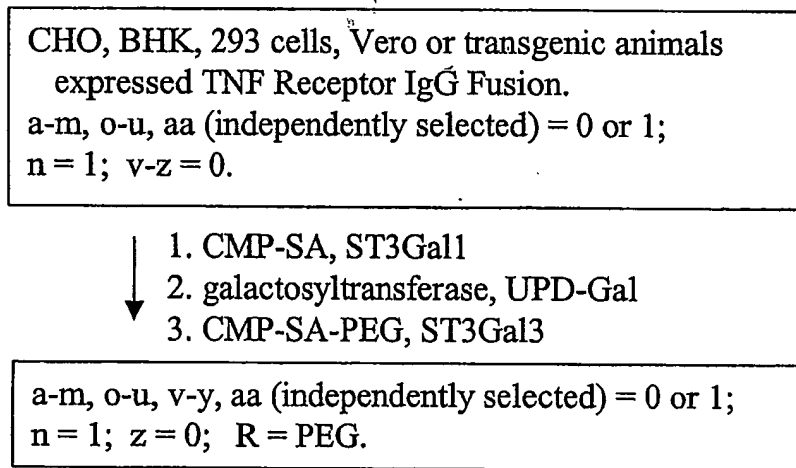 CHO, BHK, 293 cells, Vero or transgenic animals
expressed TNF Receptor IgG Fusion.
a-m, o-u, aa (independently selected) = 0 or 1;
n = 1; v-z = 0.
1. CMP-SA, ST3Gal1
2. galactosyltransferase, UPD-Gal
3. CMP-SA-PEG, ST3Gal3
a-m, o-u, v-y, aa (independently selected) = 0 or 1;
n = 1; z = 0; R = PEG.